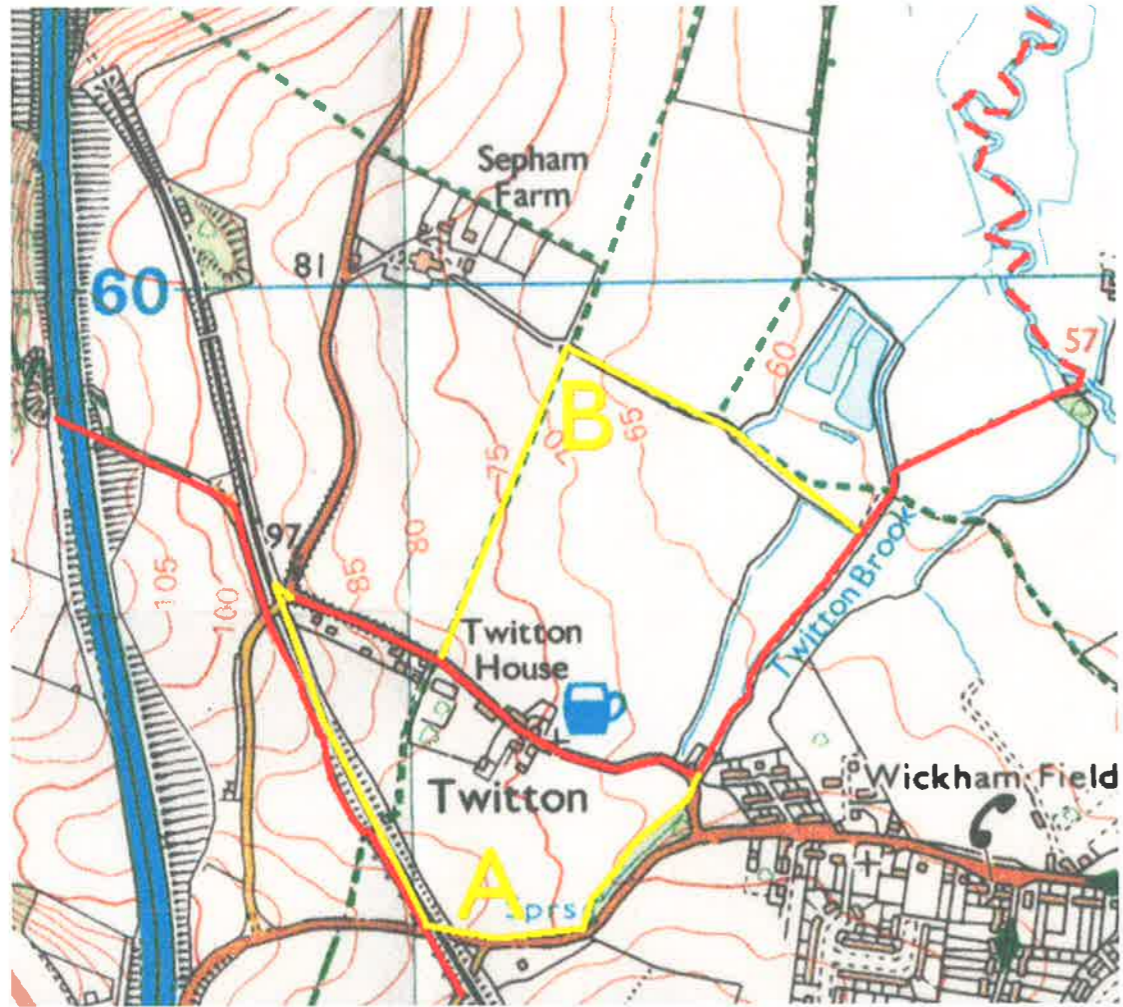 Sepham
Farm
81
60
57
60
B
65
70
75
97
80
85
105
100
Twitton Brook
Twitton
House
Twitton
Wickham Field
A
Sprs